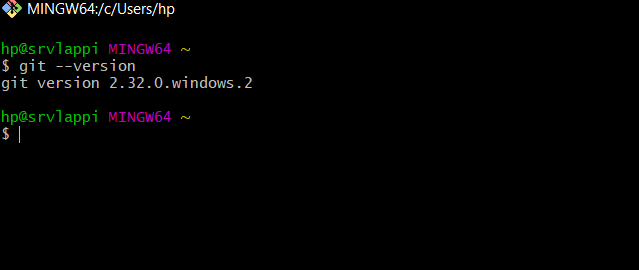 MINGW64:/c/Users/hp
hp@srvlappi MINGW64 ~
$ git --version
git version 2.32.0.windows.2
hp@srvlappi MINGW64 ~
$